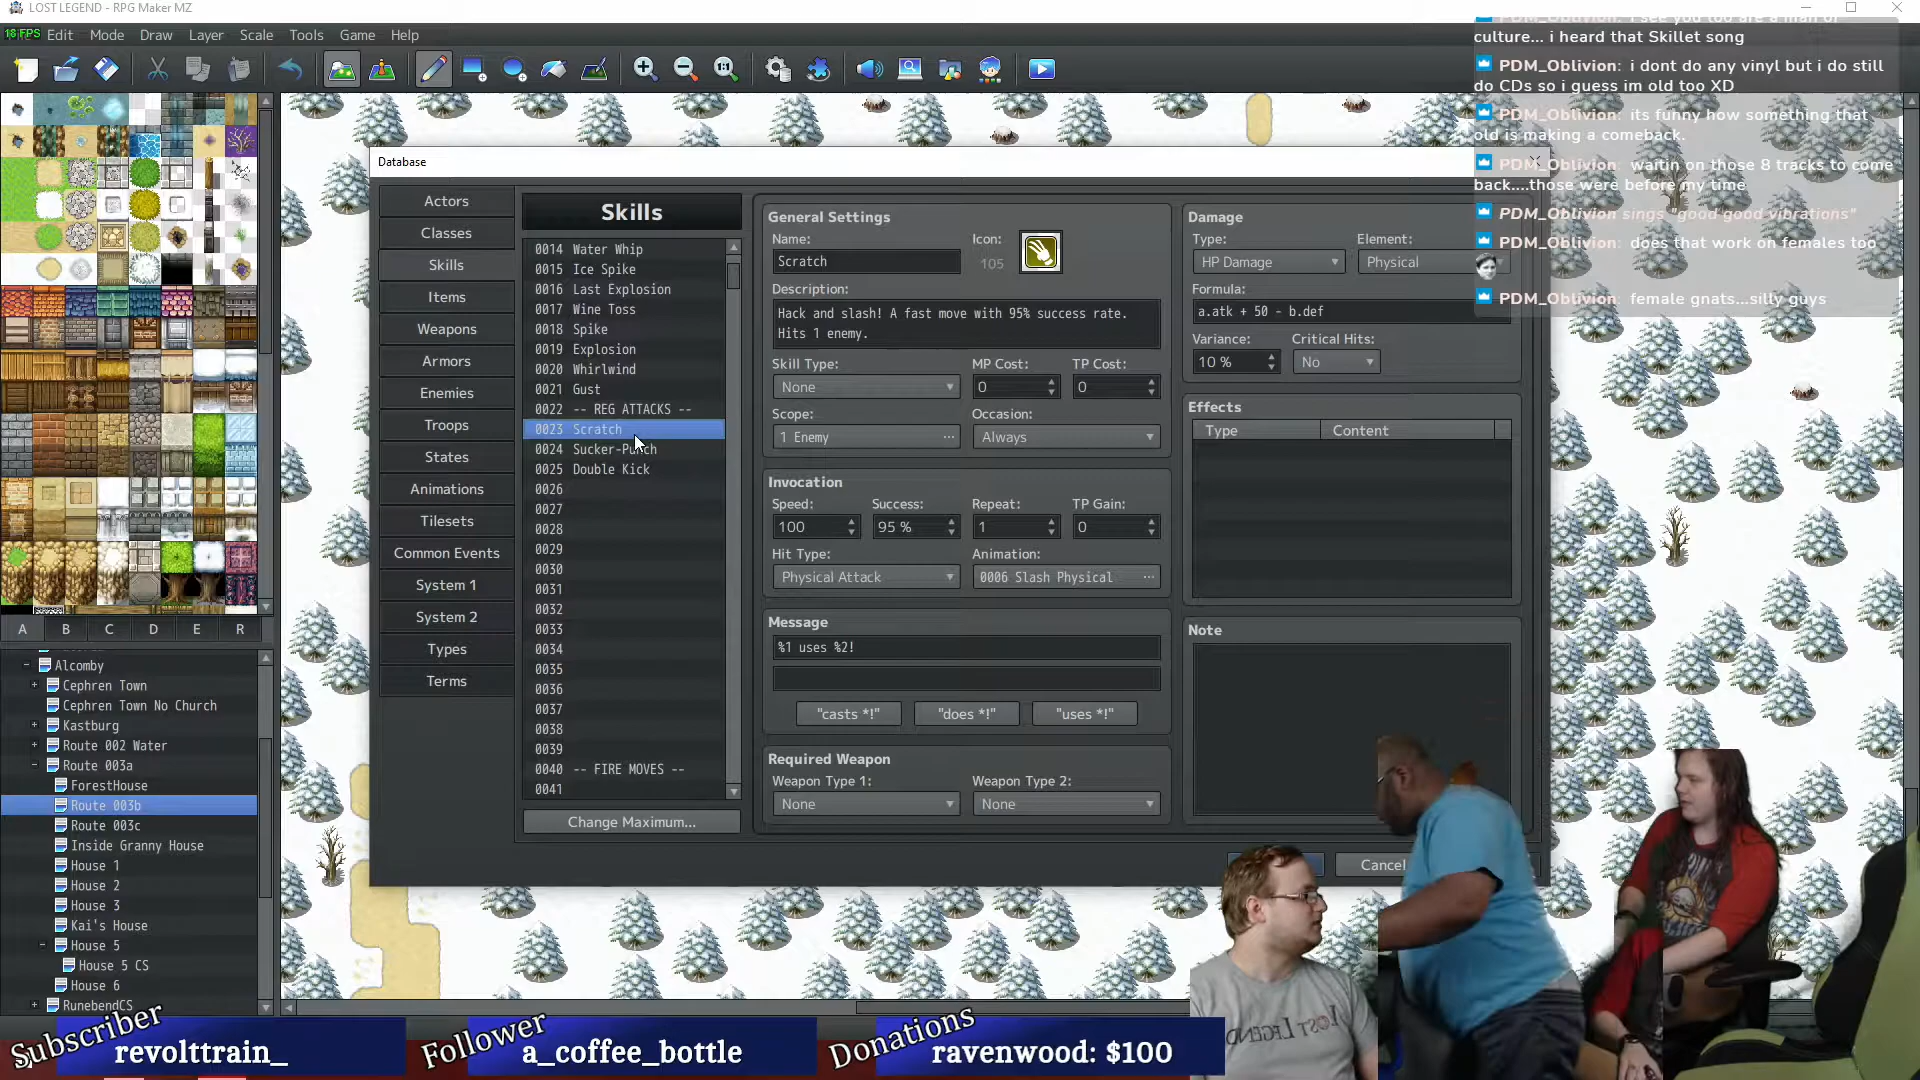 LOST LEGEND - RPG Maker MZ
18 FPS
Edit
Mode
Draw
Layer
Scale
Tools
Game
Help
PDM_Oblivion: i see you too are a man of
culture... i heard that Skillet song
PDM_Oblivion: i dont do any vinyl but i do still
do CDs so i guess im old too XD
PDM_Oblivion: its funny how something that
old is making a comeback.
PDM_Oblivion: waitin on those 8 tracks to come
back....those were before my time
PDM_Oblivion sings "good good vibrations"
PDM_Oblivion: does that work on females too
PDM_Oblivion: female gnats...silly guys
Database
Actors
Classes
Skills
Items
Weapons
Armors
Enemies
Troops
States
Animations
Tilesets
Common Events
System 1
System 2
Types
Terms
Skills
0014 Water Whip
0015 Ice Spike
0016 Last Explosion
0017 Wine Toss
0018 Spike
0019 Explosion
0020 Whirlwind
0021 Gust
0022 -- REG ATTACKS --
0023 Scratch
0024 Sucker-Punch
0025 Double Kick
0026
0027
0028
0029
0030
0031
0032
0033
0034
0035
0036
0037
0038
0039
0040 -- FIRE MOVES --
0041
Change Maximum...
General Settings
Name:
Icon:
Scratch
105
Description:
Hack and slash! A fast move with 95% success rate.
Hits 1 enemy.
Skill Type:
MP Cost:
TP Cost:
None
0
0
Scope:
Occasion:
1 Enemy
Always
Invocation
Speed:
Success:
Repeat:
TP Gain:
100
95 %
1
0
Hit Type:
Animation:
Physical Attack
0006 Slash Physical
Message
%1 uses %2!
"casts *!"
"does *!"
"uses *!"
Required Weapon
Weapon Type 1:
Weapon Type 2:
None
None
Damage
Type:
Element:
HP Damage
Physical
Formula:
a.atk + 50 - b.def
Variance:
Critical Hits:
10 %
No
Effects
Type
Content
Note
Cancel
A
B
C
D
E
R
Alcomby
Cephren Town
Cephren Town No Church
Kastburg
Route 002 Water
Route 003a
ForestHouse
Route 003b
Route 003c
Inside Granny House
House 1
House 2
House 3
Kai's House
House 5
House 5 CS
House 6
RunebendCS
Subscriber
revolttrain_
Follower
a_coffee_bottle
Donations
ravenwood: $100
LOST LEGEND